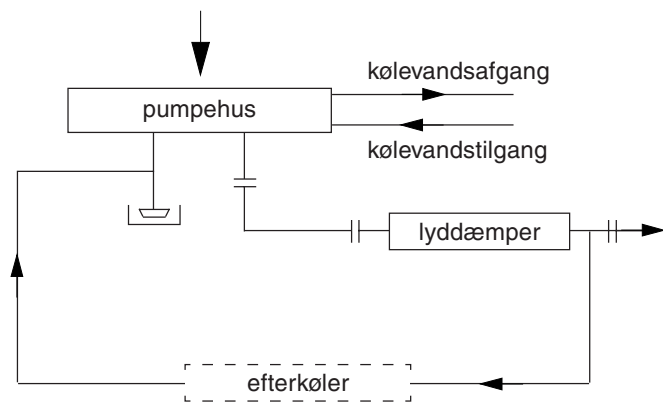 kølevandsafgang
pumpehus
kølevandstilgang
lyddæmper
efterkøler